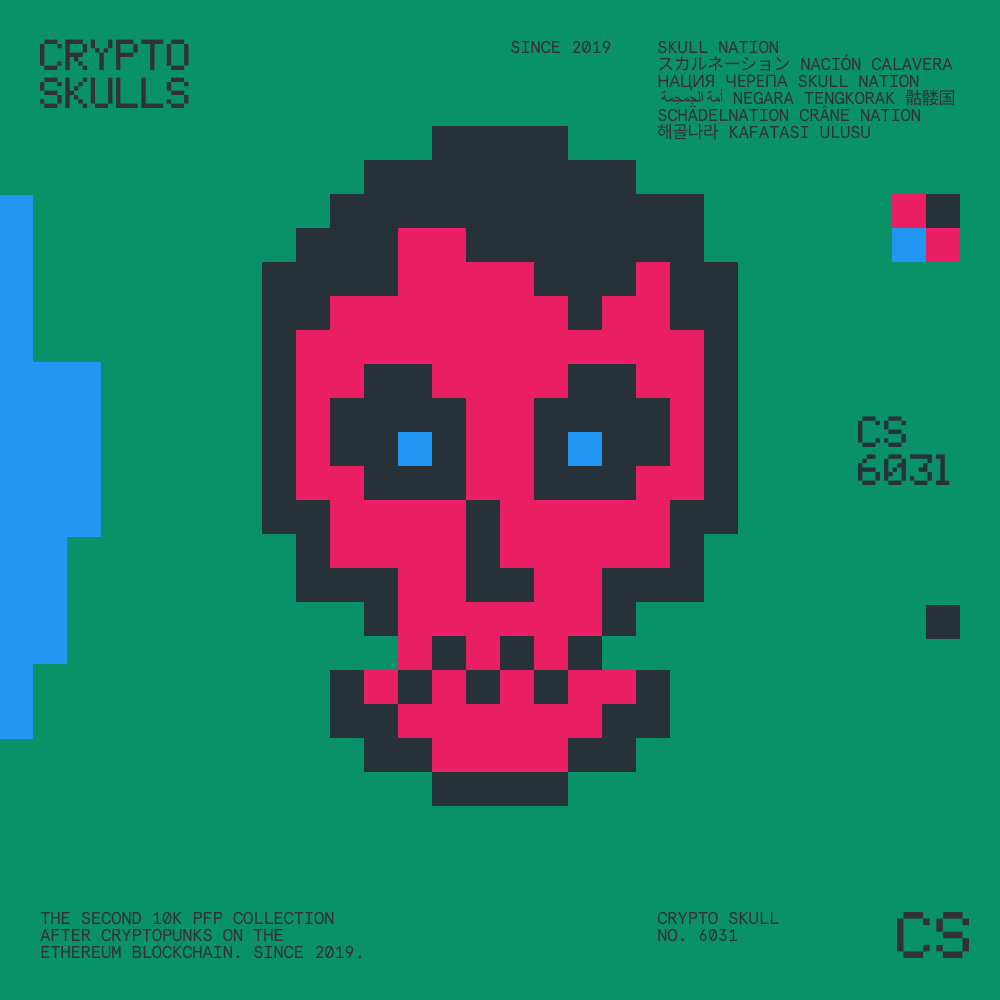 CRYPTO
SKULLS
SINCE 2019
SKULL NATION
スカルネーション NACIÓN CALAVERA
НАЦИЯ ЧЕРЕПА SKULL NATION
أمة الجمجمة NEGARA TENGKORAK 骷髅国
SCHÄDELNATION CRÂNE NATION
해골나라 KAFATASI ULUSU
CS
6031
THE SECOND 10K PFP COLLECTION
AFTER CRYPTOPUNKS ON THE
ETHEREUM BLOCKCHAIN. SINCE 2019.
CRYPTO SKULL
NO. 6031
CS